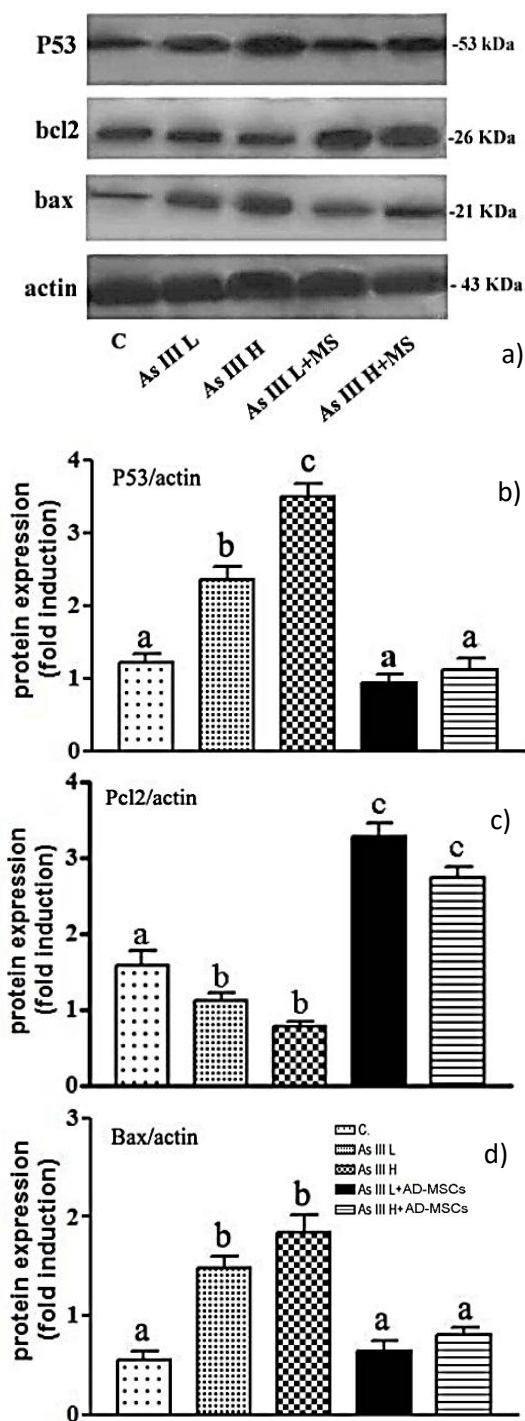 P53
-53 kDa
bcl2
-26 KDa
bax
-21 KDa
actin
- 43 KDa
C
As III L
As III H
As III L+MS
As III H+MS
a)
P53/actin
b)
protein expression
(fold induction)
4
3
2
1
0
a
b
c
a
a
Pcl2/actin
c)
protein expression
(fold induction)
4
3
2
1
0
a
b
b
c
c
Bax/actin
d)
protein expression
(fold induction)
3
2
1
0
a
b
b
a
a
C.
As III L
As III H
As III L+AD-MSCs
As III H+AD-MSCs